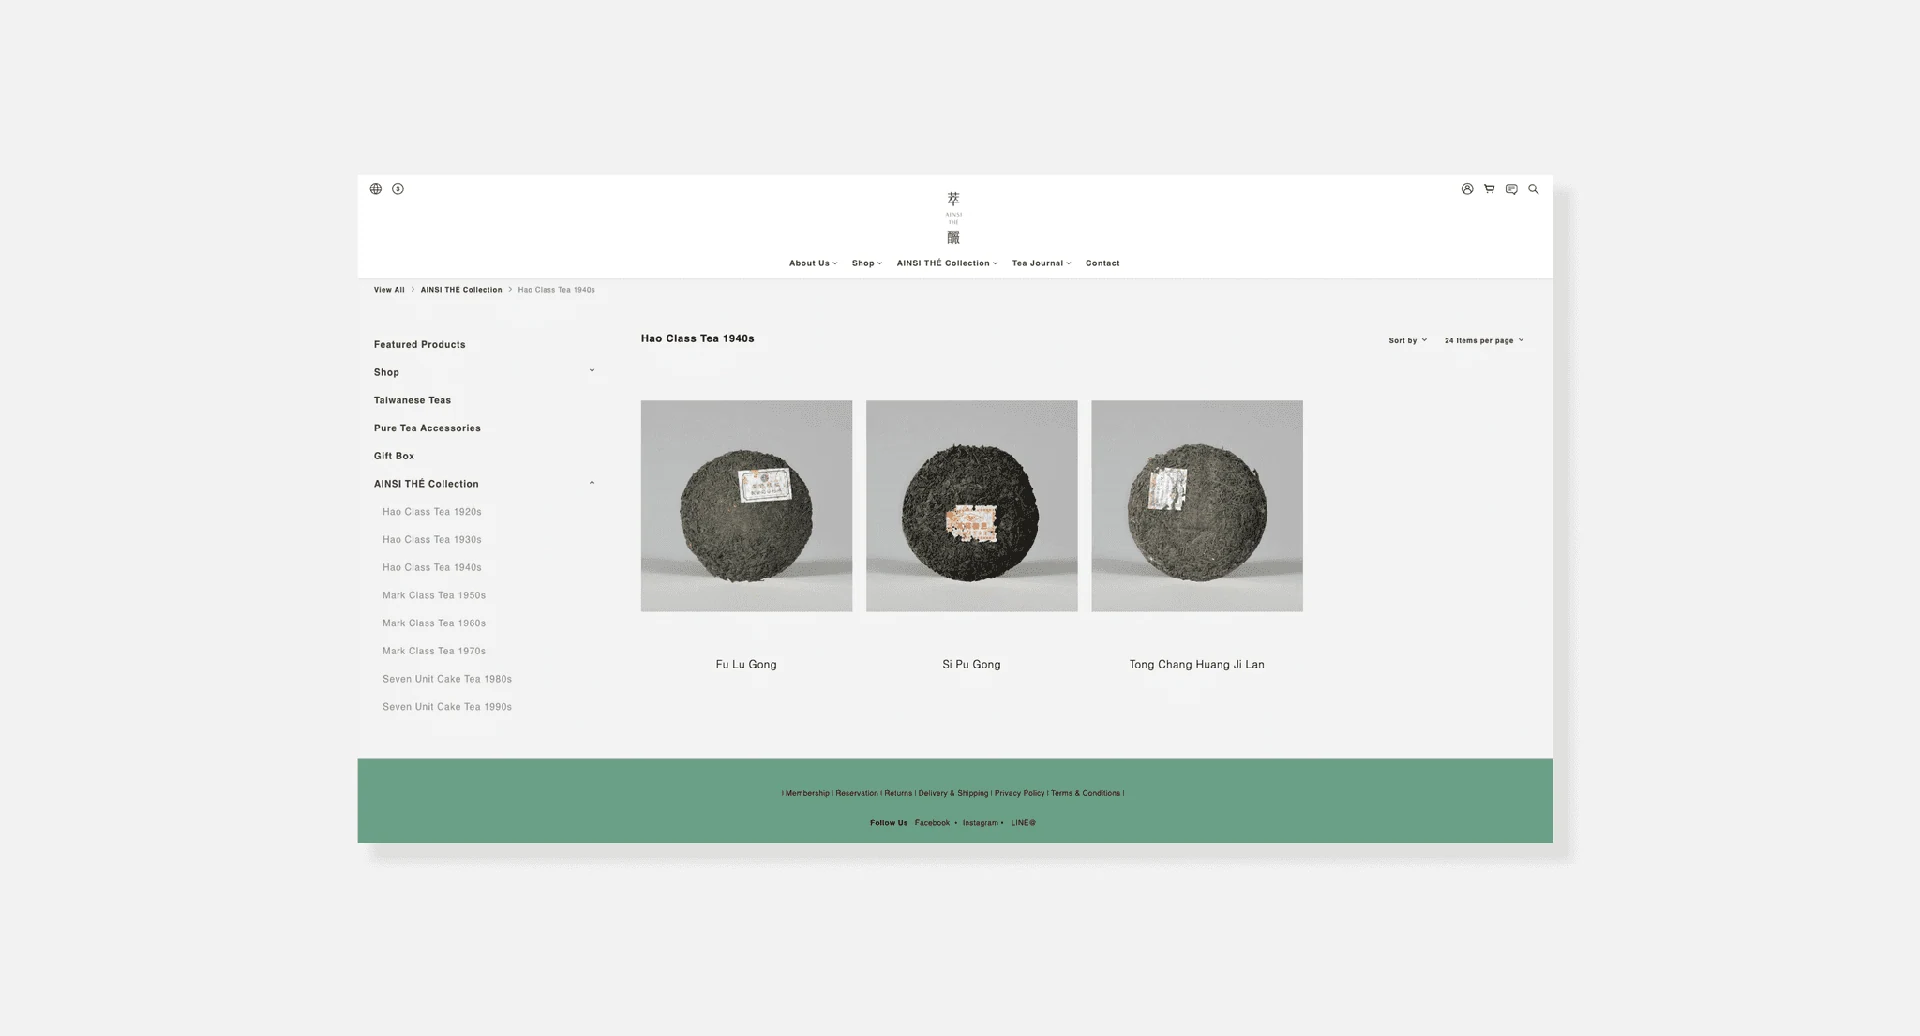 萃
AINSI
THÉ
釅
About Us Shop AINSI THÉ Collection Tea Journal Contact
View All AINSI THÉ Collection Hao Class Tea 1940s
Featured Products
Shop
Taiwanese Teas
Pure Tea Accessories
Gift Box
AINSI THÉ Collection
Hao Class Tea 1920s
Hao Class Tea 1930s
Hao Class Tea 1940s
Mark Class Tea 1950s
Mark Class Tea 1960s
Mark Class Tea 1970s
Seven Unit Cake Tea 1980s
Seven Unit Cake Tea 1990s
Hao Class Tea 1940s
Sort by 24 items per page
Fu Lu Gong
Si Pu Gong
Tong Chang Huang Ji Lan
| Membership | Reservation | Returns | Delivery & Shipping | Privacy Policy | Terms & Conditions |
Follow Us Facebook • Instagram • LINE@